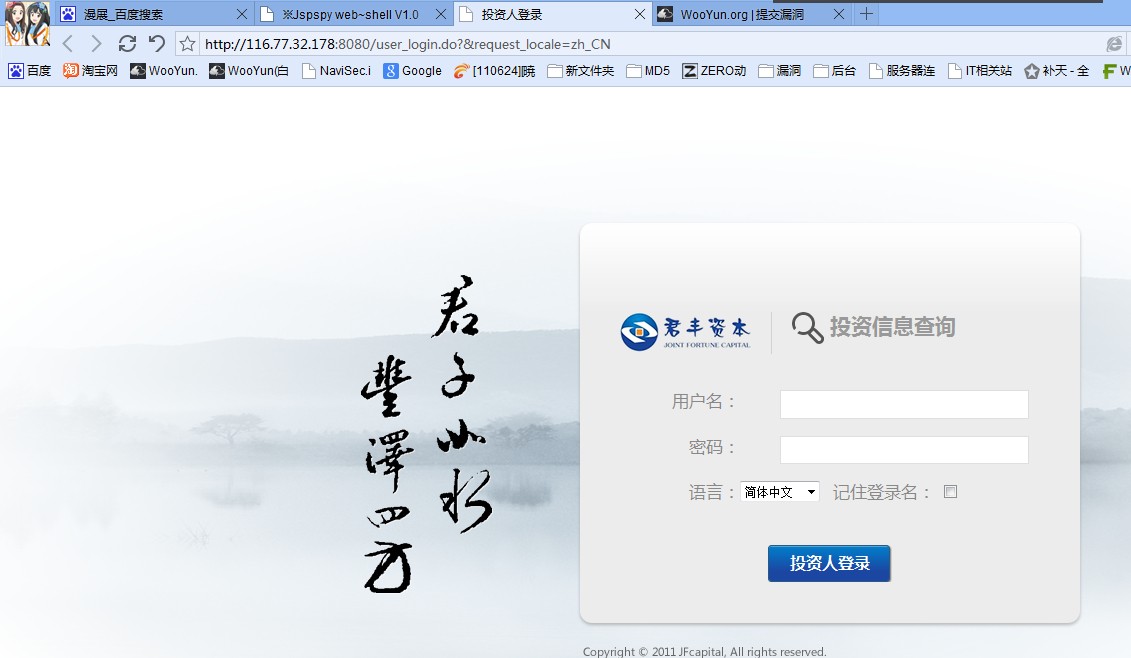 漫展_百度搜索
※Jspspy web~shell V1.0
投资人登录
WooYun.org | 提交漏洞
http://116.77.32.178:8080/user_login.do?&request_locale=zh_CN
百度 淘宝网 WooYun. WooYun(白 NaviSec.i Google [110624]曉 新文件夹 MD5 ZERO动 漏洞 后台 服务器连 IT相关站 补天 - 全 W
君子如水
豐澤四方
君丰资本
JOINT FORTUNE CAPITAL
投资信息查询
用户名：
密码：
语言： 简体中文 记住登录名：
投资人登录
Copyright © 2011 JFcapital, All rights reserved.